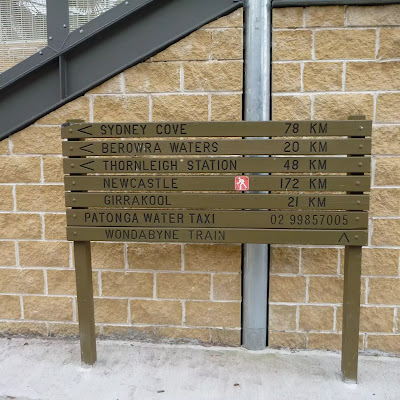 < SYDNEY COVE 78 KM
< BEROWRA WATERS 20 KM
< THORNLEIGH STATION 48 KM
NEWCASTLE 172 KM
GIRRAKOOL 21 KM
PATONGA WATER TAXI 02 99857005
WONDABYNE TRAIN ^